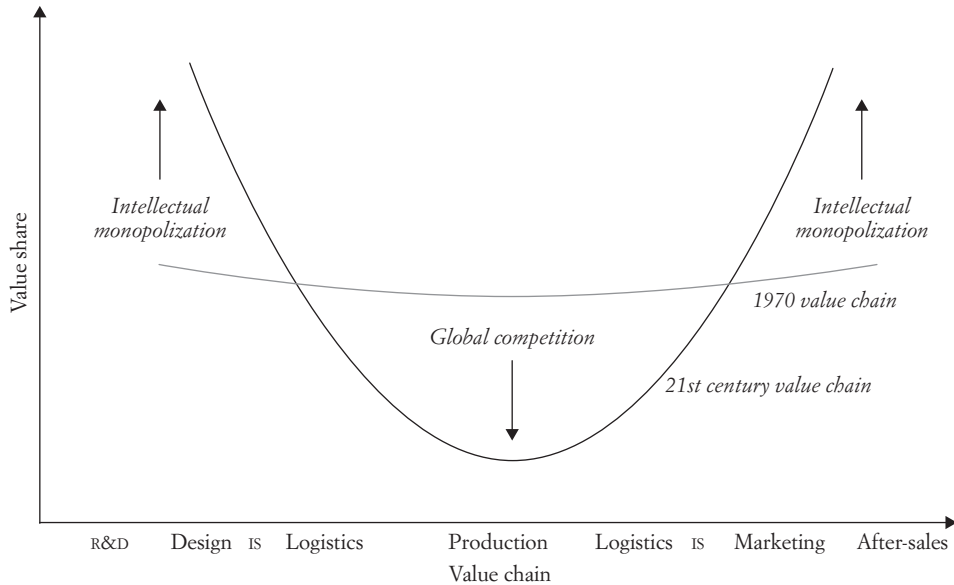 Intellectual
monopolization
Intellectual
monopolization
Value share
1970 value chain
Global competition
21st century value chain
R&D Design IS Logistics Production Logistics IS Marketing After-sales
Value chain